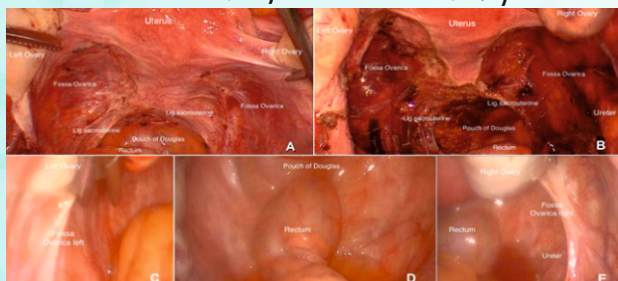 Uterus
Left Ovary
Right Ovary
Fossa Ovarica
Fossa Ovarica
Lig sacrouterine
Lig sacrouterine
Pouch of Douglas
Rectum
A
Uterus
Left Ovary
Right Ovary
Fossa Ovarica
Fossa Ovarica
Lig sacrouterine
Lig sacrouterine
Ureter
Pouch of Douglas
Rectum
B
Left Ovary
Fossa
Ovarica left
C
Pouch of Douglas
Rectum
D
Right Ovary
Fossa
Ovarica right
Rectum
Ureter
E